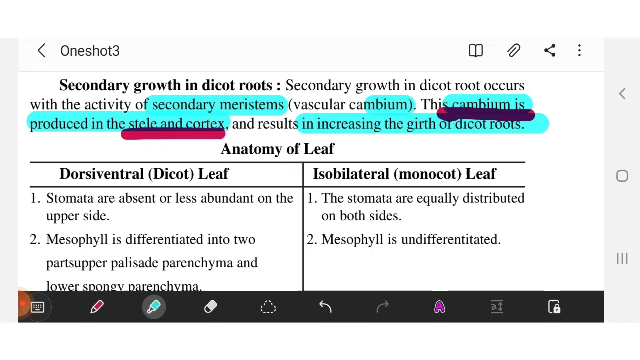 Oneshot3
Secondary growth in dicot roots : Secondary growth in dicot root occurs
with the activity of secondary meristems (vascular cambium). This cambium is
produced in the stele and cortex, and results in increasing the girth of dicot roots.
Anatomy of Leaf
Dorsiventral (Dicot) Leaf
1. Stomata are absent or less abundant on the
upper side.
2. Mesophyll is differentiated into two
partsupper palisade parenchyma and
lower spongy parenchyma.
Isobilateral (monocot) Leaf
1. The stomata are equally distributed
on both sides.
2. Mesophyll is undifferentitated.